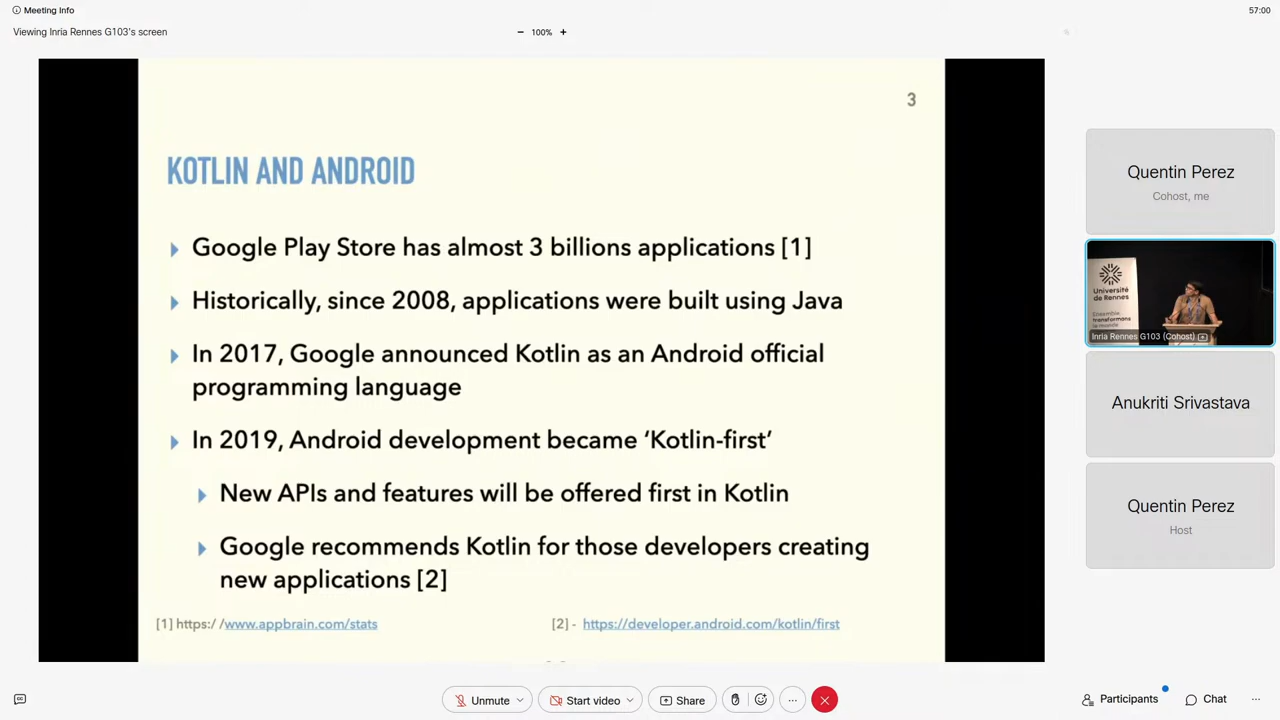 Meeting Info
57:00
Viewing Inria Rennes G103's screen
100%
3
KOTLIN AND ANDROID
Google Play Store has almost 3 billions applications [1]
Historically, since 2008, applications were built using Java
In 2017, Google announced Kotlin as an Android official
programming language
In 2019, Android development became ‘Kotlin-first’
New APIs and features will be offered first in Kotlin
Google recommends Kotlin for those developers creating
new applications [2]
[1] https:/ /www.appbrain.com/stats
[2] - https://developer.android.com/kotlin/first
Quentin Perez
Cohost, me
Université
de Rennes
Ensemble,
transformons
le monde
Inria Rennes G103 (Cohost)
Anukriti Srivastava
Quentin Perez
Host
Unmute
Start video
Share
Participants
Chat